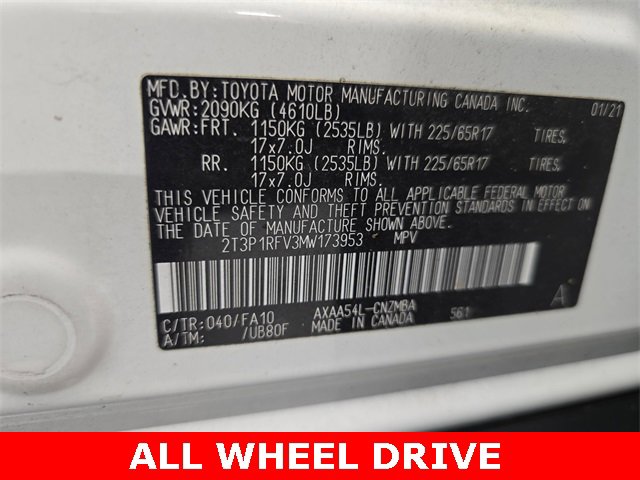 MFD. BY: TOYOTA MOTOR MANUFACTURING CANADA INC. 01/21
GVWR: 2090KG (4610LB)
GAWR: FRT. 1150KG (2535LB) WITH 225/65R17 TIRES,
17x7.0J RIMS.
RR. 1150KG (2535LB) WITH 225/65R17 TIRES,
17x7.0J RIMS.
THIS VEHICLE CONFORMS TO ALL APPLICABLE FEDERAL MOTOR
VEHICLE SAFETY AND THEFT PREVENTION STANDARDS IN EFFECT ON
THE DATE OF MANUFACTURE SHOWN ABOVE.
2T3P1RFV3MW173953 MPV
C/TR: 040/FA10 AXAA54L-CNZMBA 561 A
A/TM: /UB80F MADE IN CANADA
ALL WHEEL DRIVE